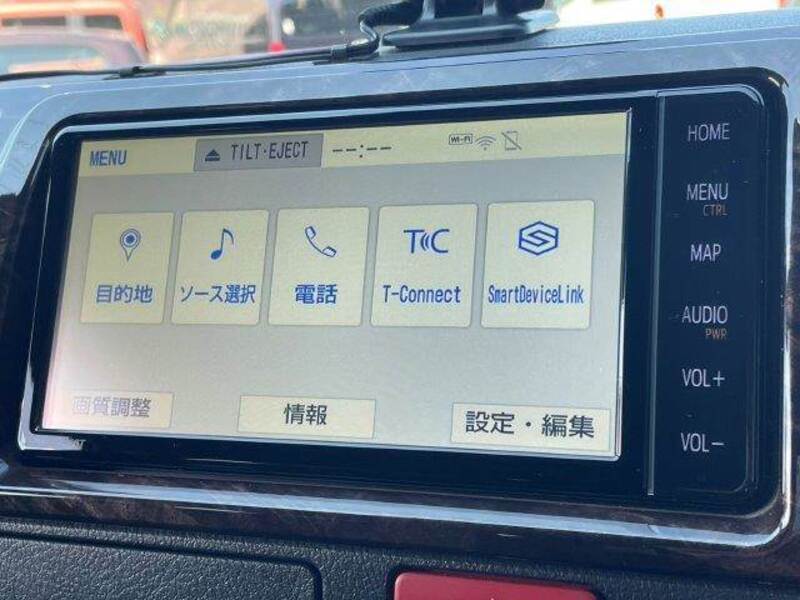 MENU
TILT・EJECT
--:--
Wi-Fi
目的地
ソース選択
電話
TC
T-Connect
SmartDeviceLink
画質調整
情報
設定・編集
HOME
MENU
CTRL
MAP
AUDIO
PWR
VOL+
VOL−